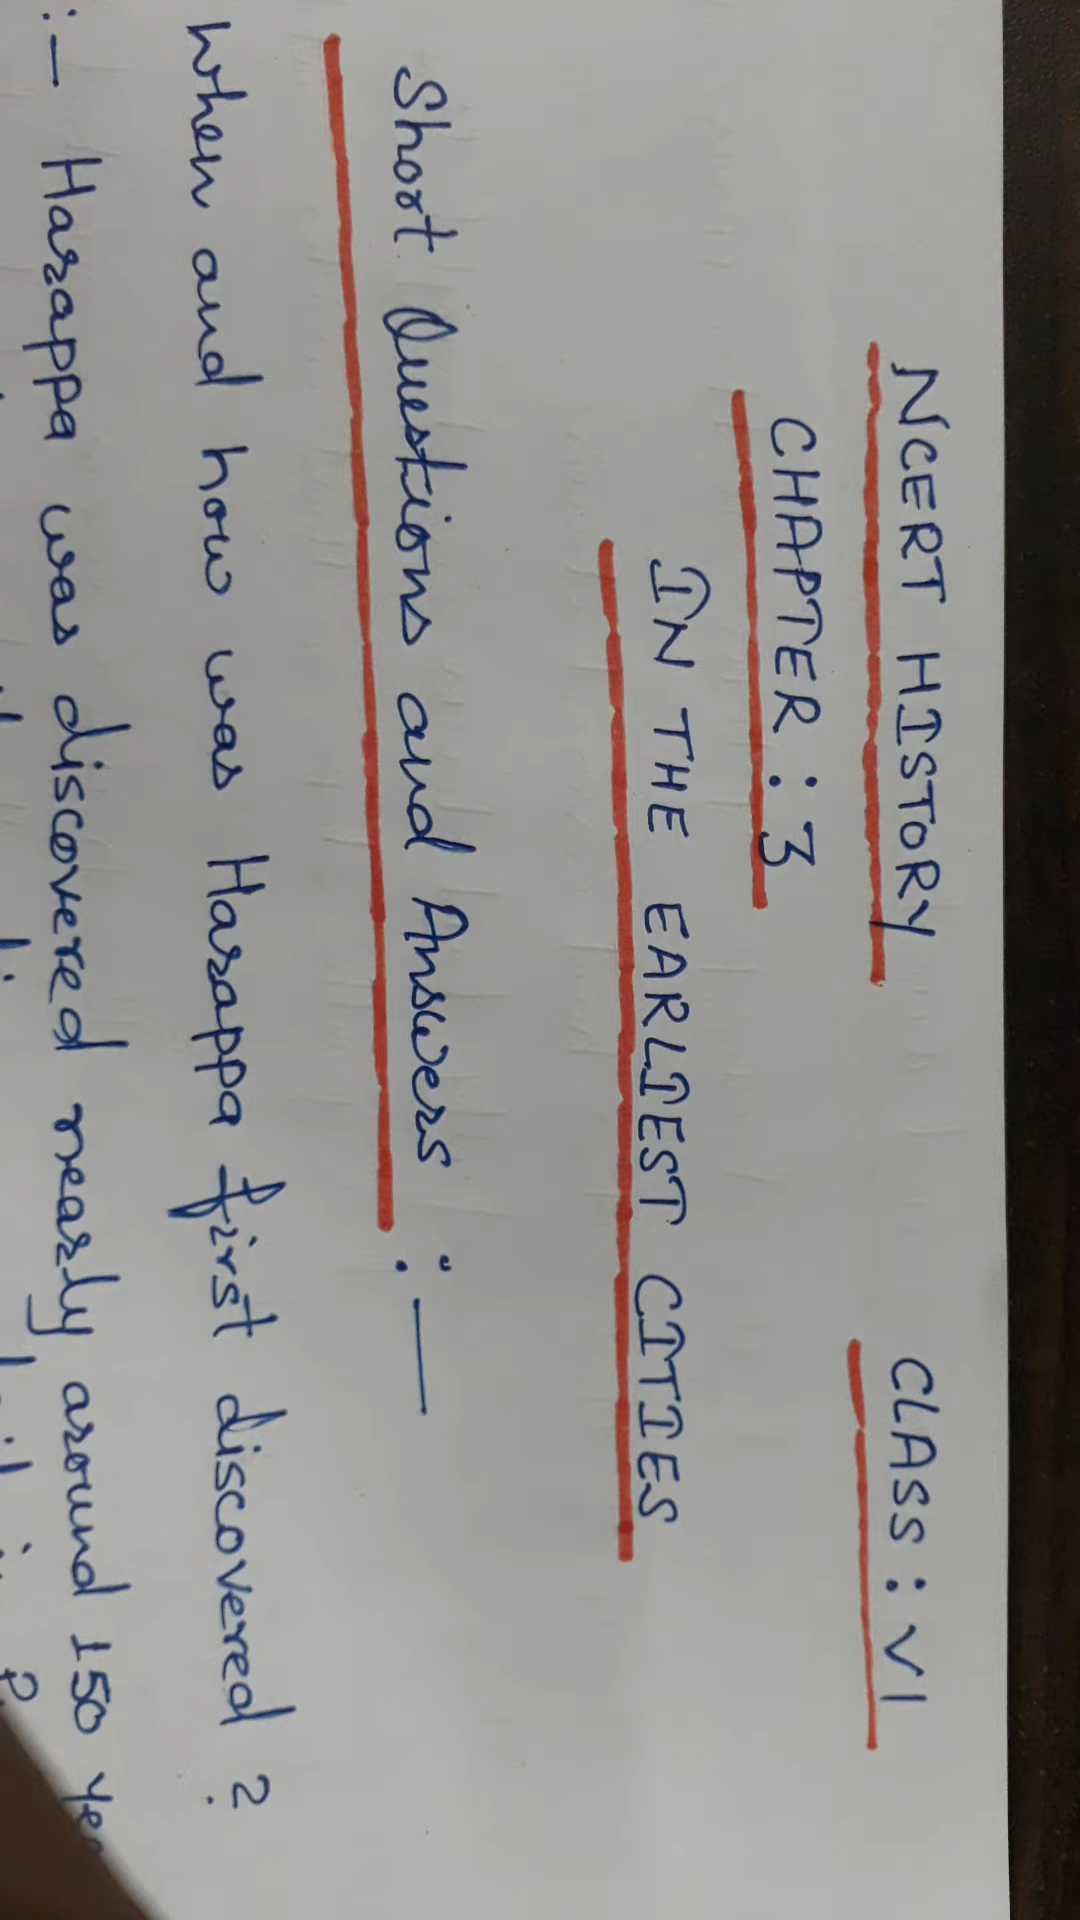 NCERT HISTORY CLASS : VI
CHAPTER : 3
IN THE EARLIEST CITIES
Short Questions and Answers :-
when and how was Harappa first discovered ?
:- Harappa was discovered nearly around 150